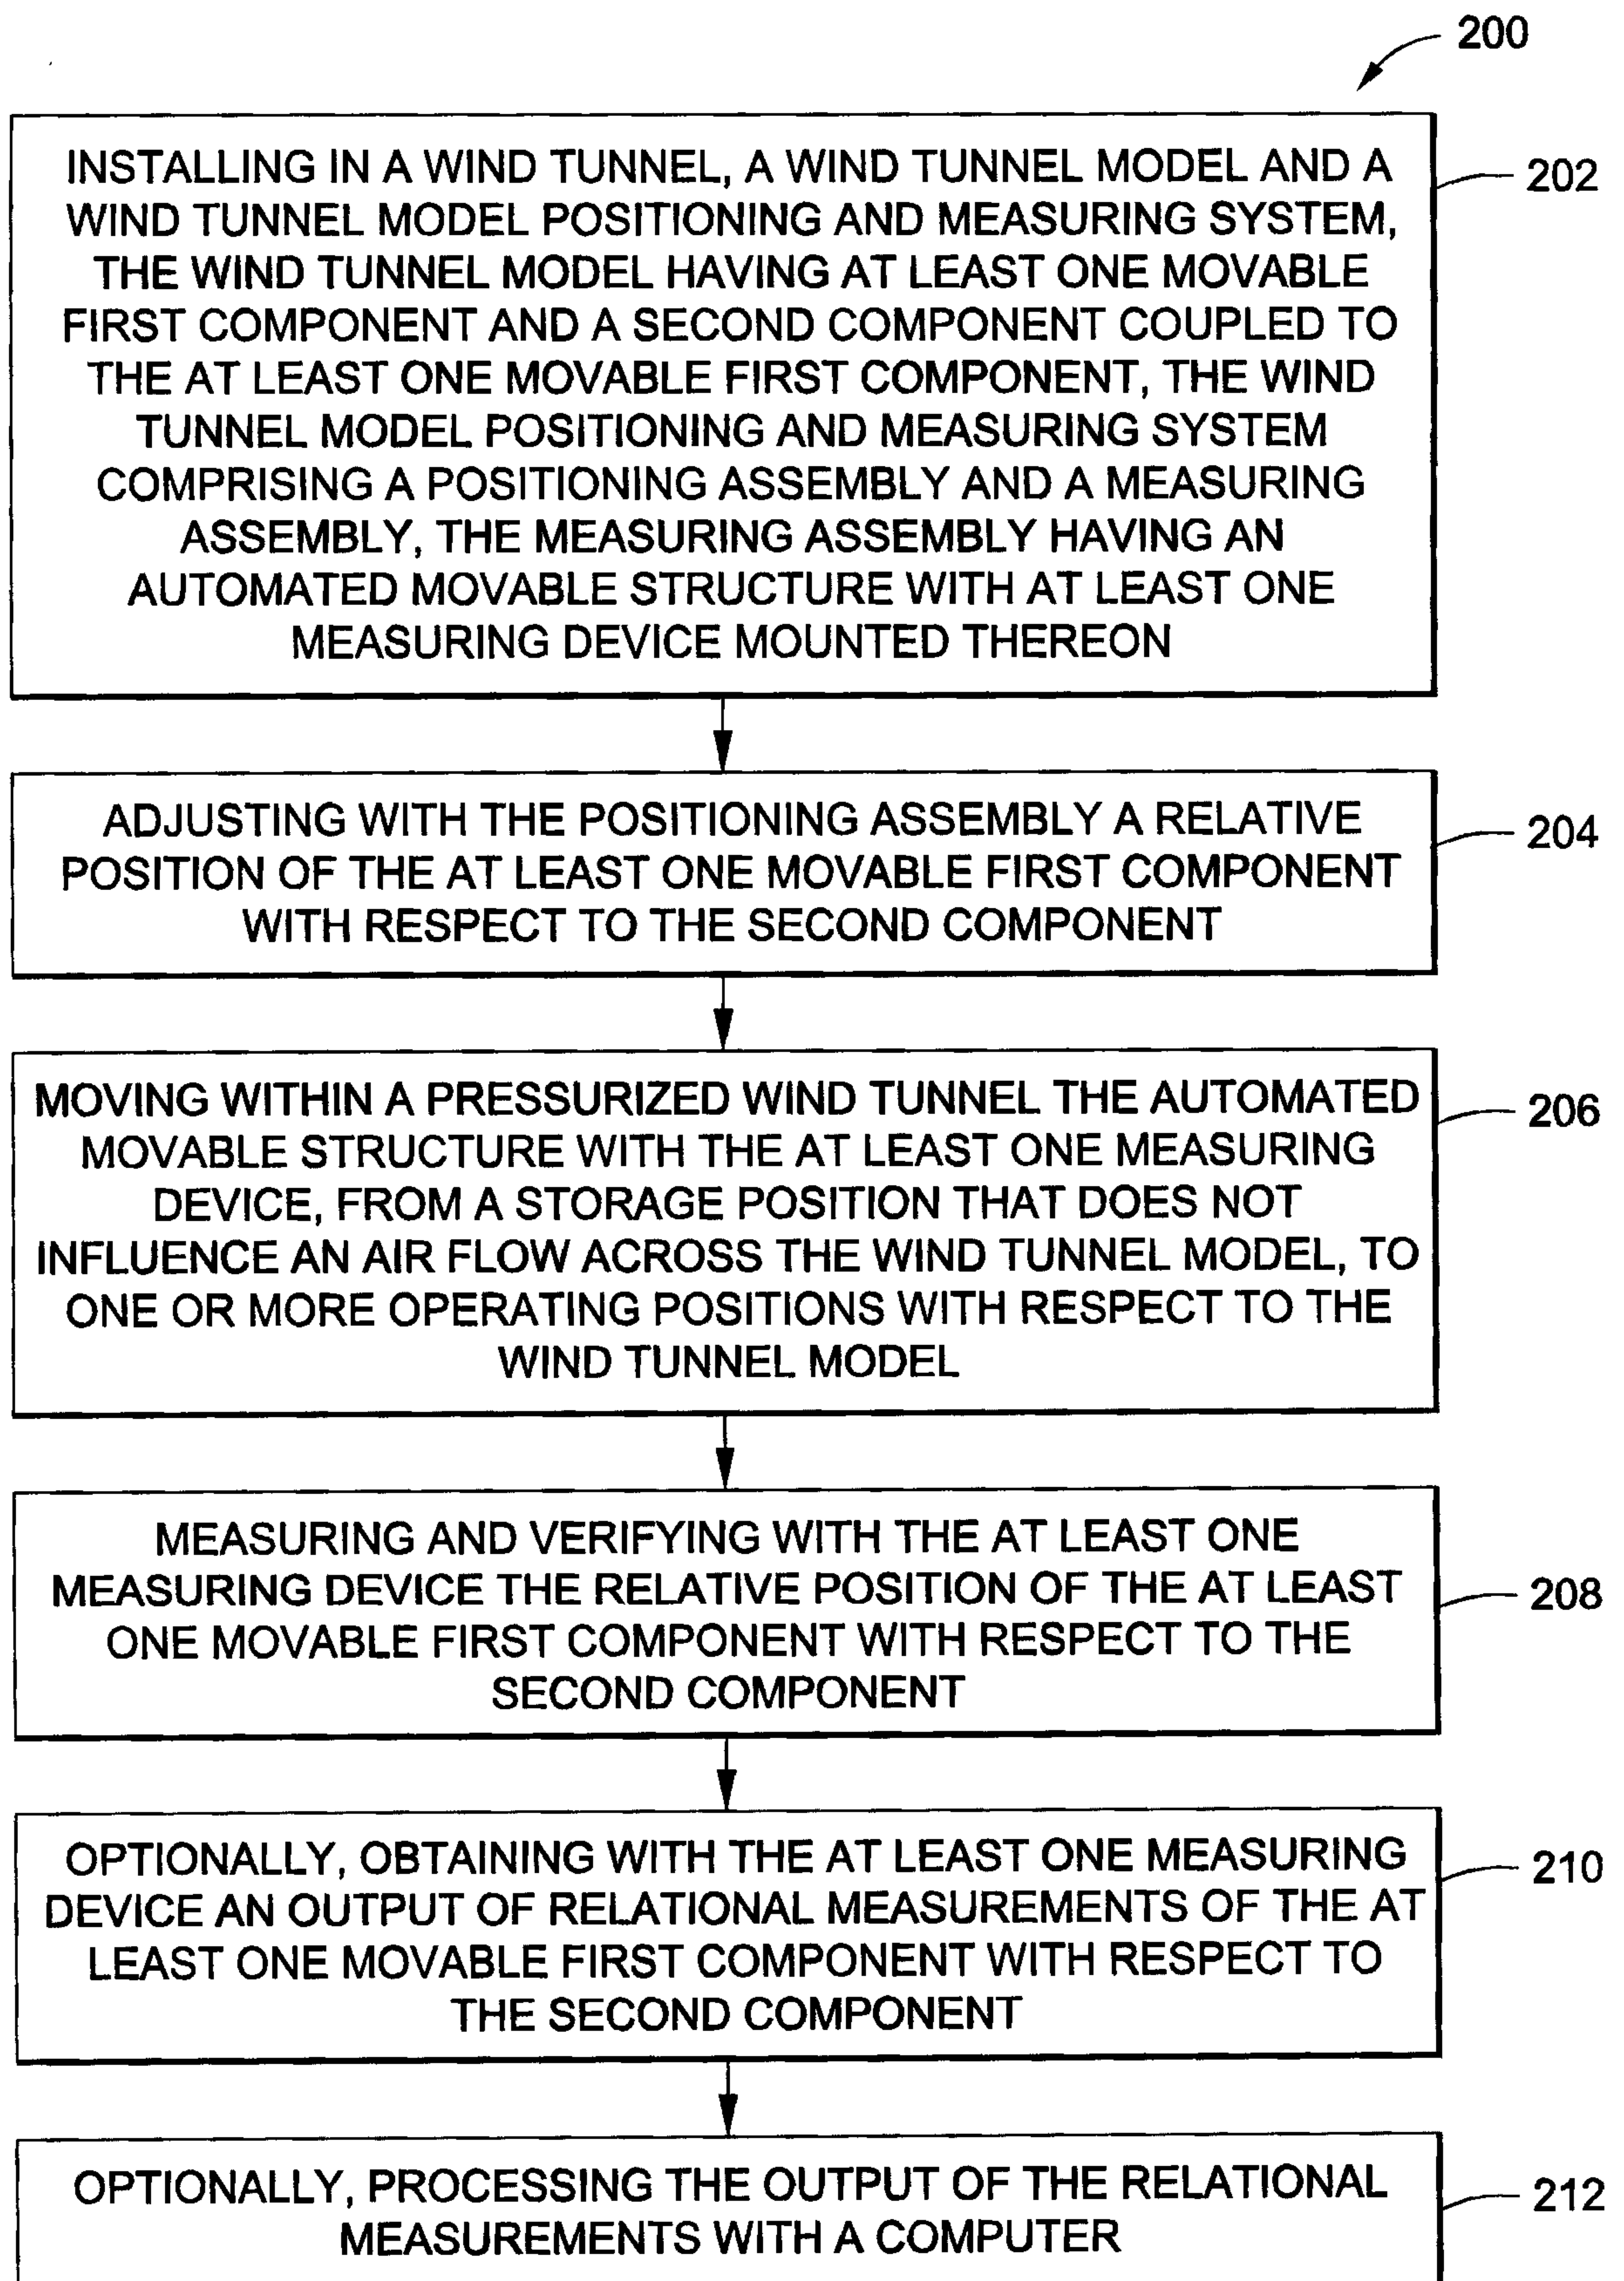 200
INSTALLING IN A WIND TUNNEL, A WIND TUNNEL MODEL AND A
WIND TUNNEL MODEL POSITIONING AND MEASURING SYSTEM,
THE WIND TUNNEL MODEL HAVING AT LEAST ONE MOVABLE
FIRST COMPONENT AND A SECOND COMPONENT COUPLED TO
THE AT LEAST ONE MOVABLE FIRST COMPONENT, THE WIND
TUNNEL MODEL POSITIONING AND MEASURING SYSTEM
COMPRISING A POSITIONING ASSEMBLY AND A MEASURING
ASSEMBLY, THE MEASURING ASSEMBLY HAVING AN
AUTOMATED MOVABLE STRUCTURE WITH AT LEAST ONE
MEASURING DEVICE MOUNTED THEREON
202
ADJUSTING WITH THE POSITIONING ASSEMBLY A RELATIVE
POSITION OF THE AT LEAST ONE MOVABLE FIRST COMPONENT
WITH RESPECT TO THE SECOND COMPONENT
204
MOVING WITHIN A PRESSURIZED WIND TUNNEL THE AUTOMATED
MOVABLE STRUCTURE WITH THE AT LEAST ONE MEASURING
DEVICE, FROM A STORAGE POSITION THAT DOES NOT
INFLUENCE AN AIR FLOW ACROSS THE WIND TUNNEL MODEL, TO
ONE OR MORE OPERATING POSITIONS WITH RESPECT TO THE
WIND TUNNEL MODEL
206
MEASURING AND VERIFYING WITH THE AT LEAST ONE
MEASURING DEVICE THE RELATIVE POSITION OF THE AT LEAST
ONE MOVABLE FIRST COMPONENT WITH RESPECT TO THE
SECOND COMPONENT
208
OPTIONALLY, OBTAINING WITH THE AT LEAST ONE MEASURING
DEVICE AN OUTPUT OF RELATIONAL MEASUREMENTS OF THE AT
LEAST ONE MOVABLE FIRST COMPONENT WITH RESPECT TO
THE SECOND COMPONENT
210
OPTIONALLY, PROCESSING THE OUTPUT OF THE RELATIONAL
MEASUREMENTS WITH A COMPUTER
212